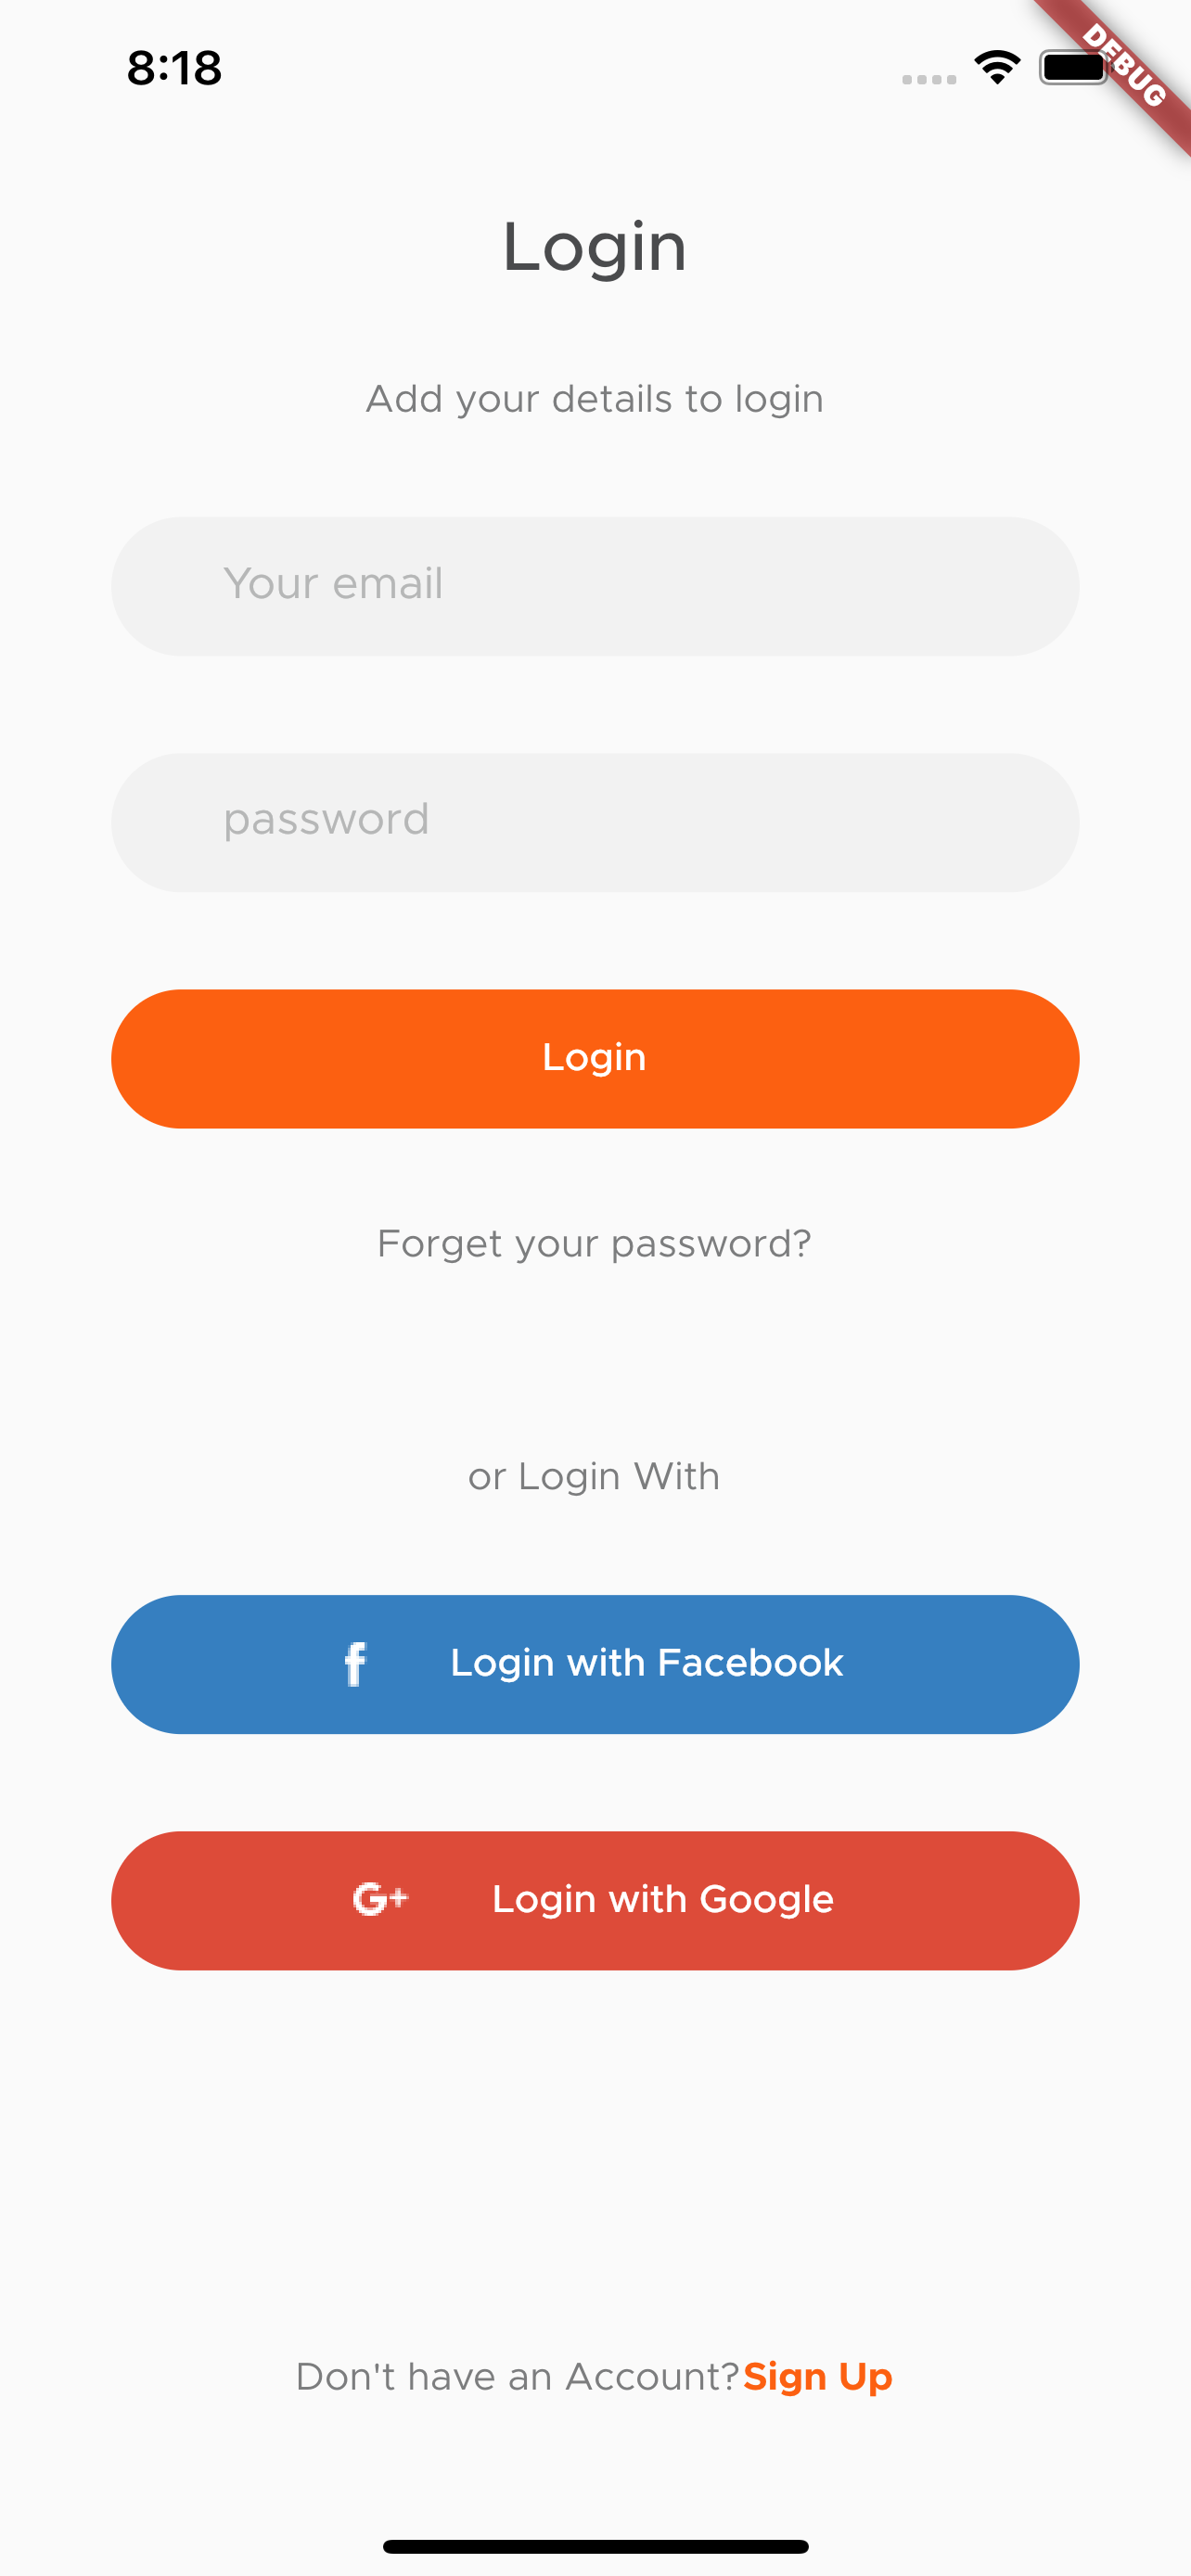 8:18
DEBUG
Login
Add your details to login
Your email
password
Login
Forget your password?
or Login With
f Login with Facebook
G+ Login with Google
Don't have an Account?Sign Up